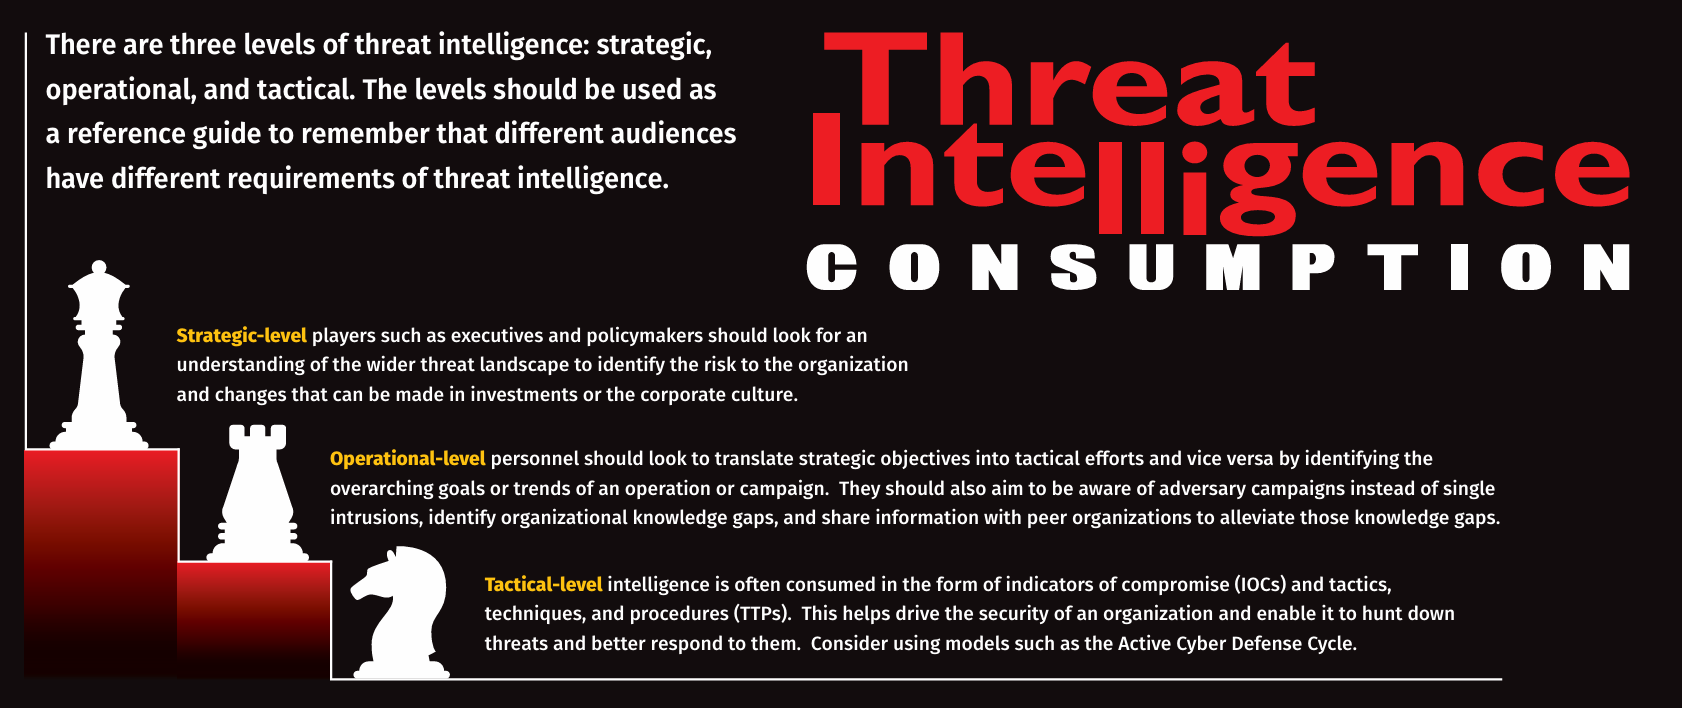 There are three levels of threat intelligence: strategic,
operational, and tactical. The levels should be used as
a reference guide to remember that different audiences
have different requirements of threat intelligence.
Threat
Intelligence
CONSUMPTION
Strategic-level players such as executives and policymakers should look for an
understanding of the wider threat landscape to identify the risk to the organization
and changes that can be made in investments or the corporate culture.
Operational-level personnel should look to translate strategic objectives into tactical efforts and vice versa by identifying the
overarching goals or trends of an operation or campaign.  They should also aim to be aware of adversary campaigns instead of single
intrusions, identify organizational knowledge gaps, and share information with peer organizations to alleviate those knowledge gaps.
Tactical-level intelligence is often consumed in the form of indicators of compromise (IOCs) and tactics,
techniques, and procedures (TTPs).  This helps drive the security of an organization and enable it to hunt down
threats and better respond to them.  Consider using models such as the Active Cyber Defense Cycle.